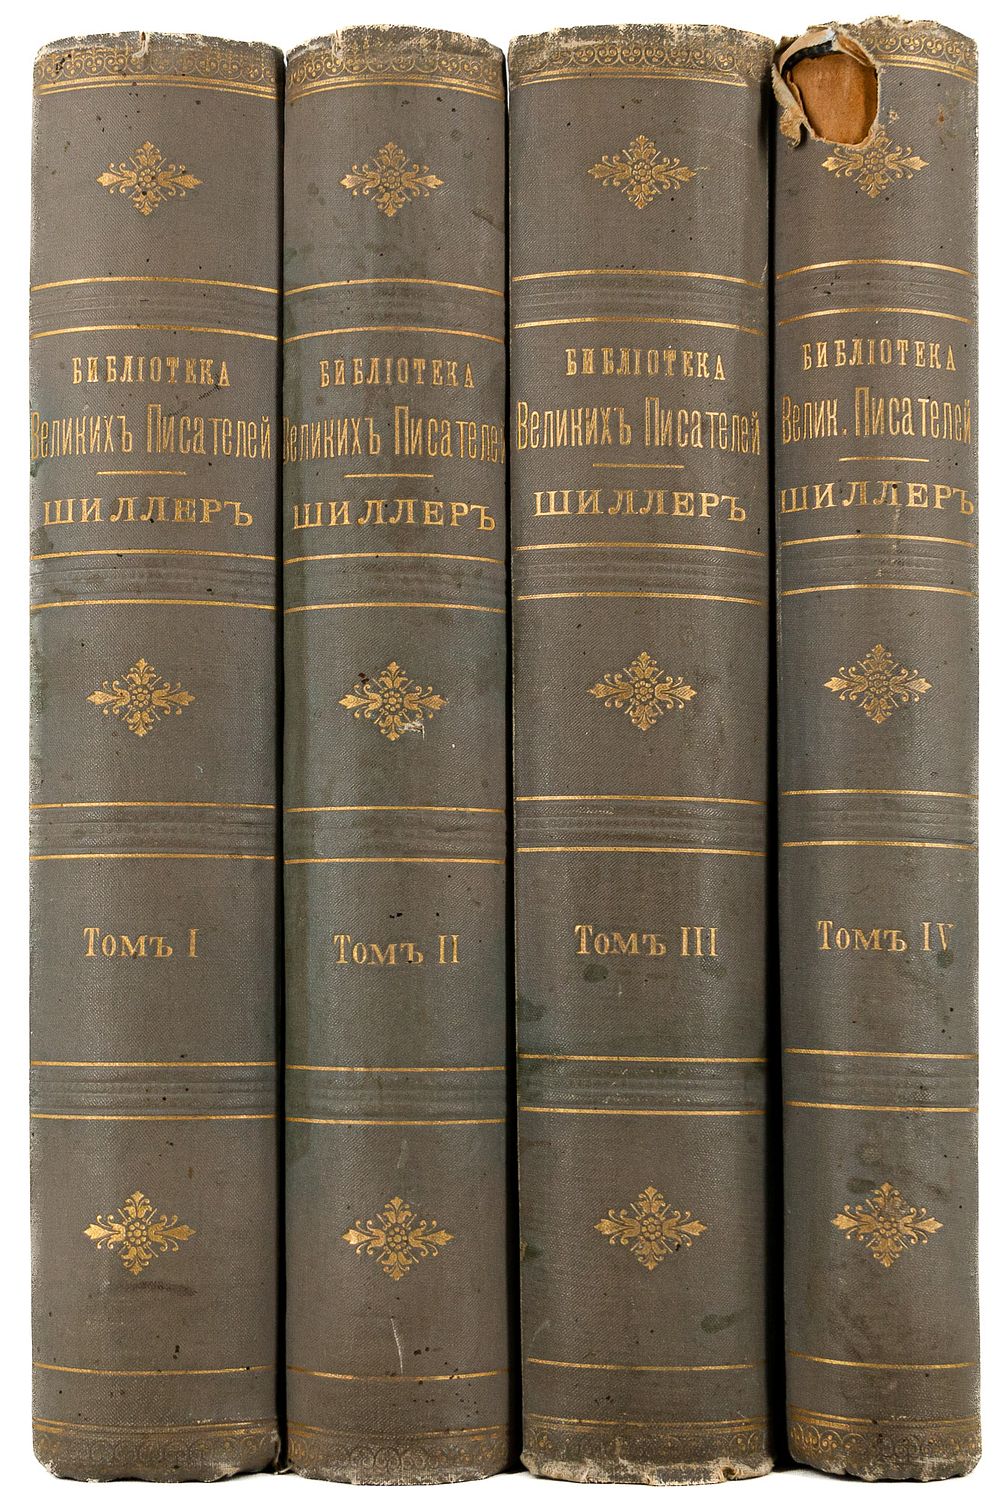 БИБЛІОТЕКА
ВЕЛИКИХЪ ПИСАТЕЛЕЙ
ШИЛЛЕРЪ
ТОМЪ I
БИБЛІОТЕКА
ВЕЛИКИХЪ ПИСАТЕЛЕЙ
ШИЛЛЕРЪ
ТОМЪ II
БИБЛІОТЕКА
ВЕЛИКИХЪ ПИСАТЕЛЕЙ
ШИЛЛЕРЪ
ТОМЪ III
БИБЛІОТЕКА
ВЕЛИК. ПИСАТЕЛЕЙ
ШИЛЛЕРЪ
ТОМЪ IV